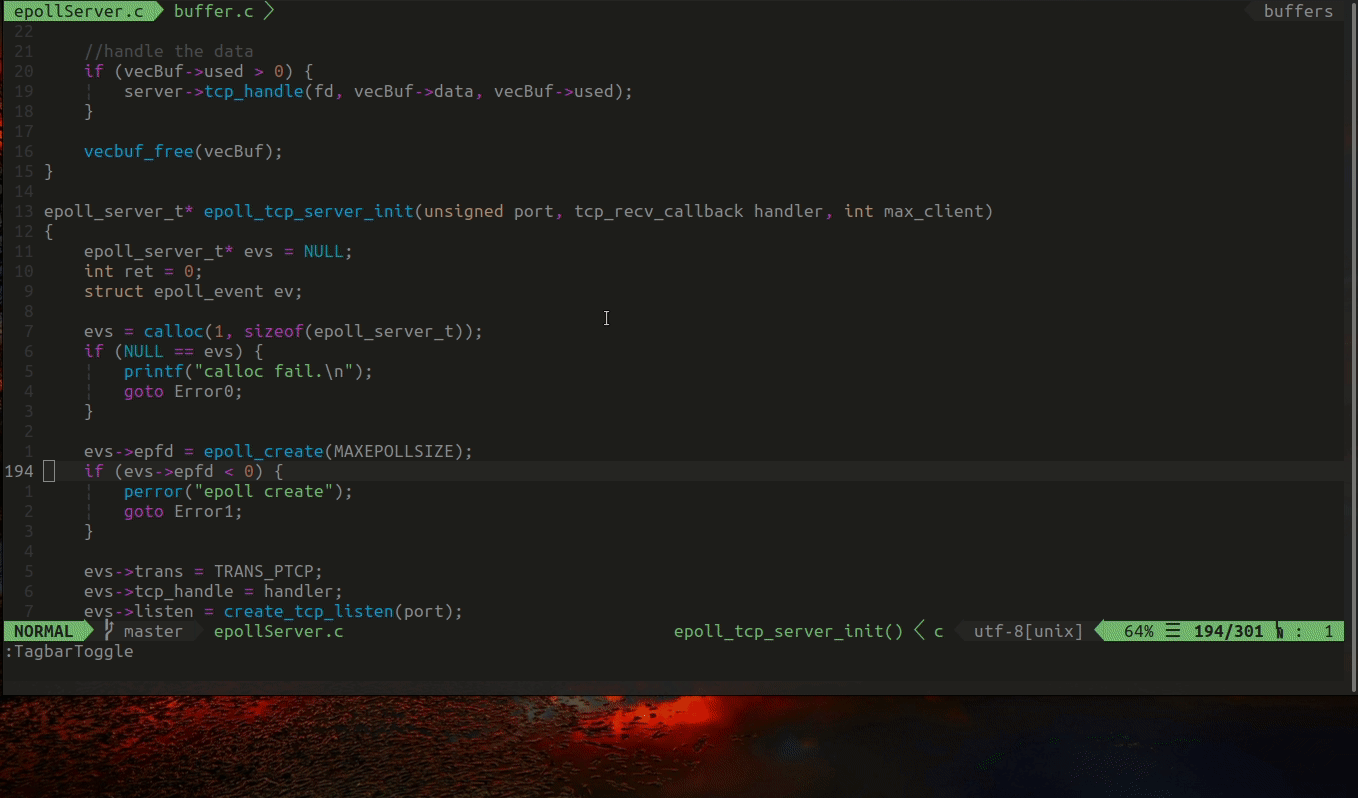 epollServer.c buffer.c buffers
22
21 //handle the data
20 if (vecBuf->used > 0) {
19 ¦ server->tcp_handle(fd, vecBuf->data, vecBuf->used);
18 }
17
16 vecbuf_free(vecBuf);
15 }
14
13 epoll_server_t* epoll_tcp_server_init(unsigned port, tcp_recv_callback handler, int max_client)
12 {
11 epoll_server_t* evs = NULL;
10 int ret = 0;
9 struct epoll_event ev;
8
7 evs = calloc(1, sizeof(epoll_server_t));
6 if (NULL == evs) {
5 ¦ printf("calloc fail.\n");
4 ¦ goto Error0;
3 }
2
1 evs->epfd = epoll_create(MAXEPOLLSIZE);
194 if (evs->epfd < 0) {
1 ¦ perror("epoll create");
2 ¦ goto Error1;
3 }
4
5 evs->trans = TRANS_PTCP;
6 evs->tcp_handle = handler;
7 evs->listen = create_tcp_listen(port);
NORMAL master epollServer.c epoll_tcp_server_init() c utf-8[unix] 64% ☰ 194/301 : 1
:TagbarToggle